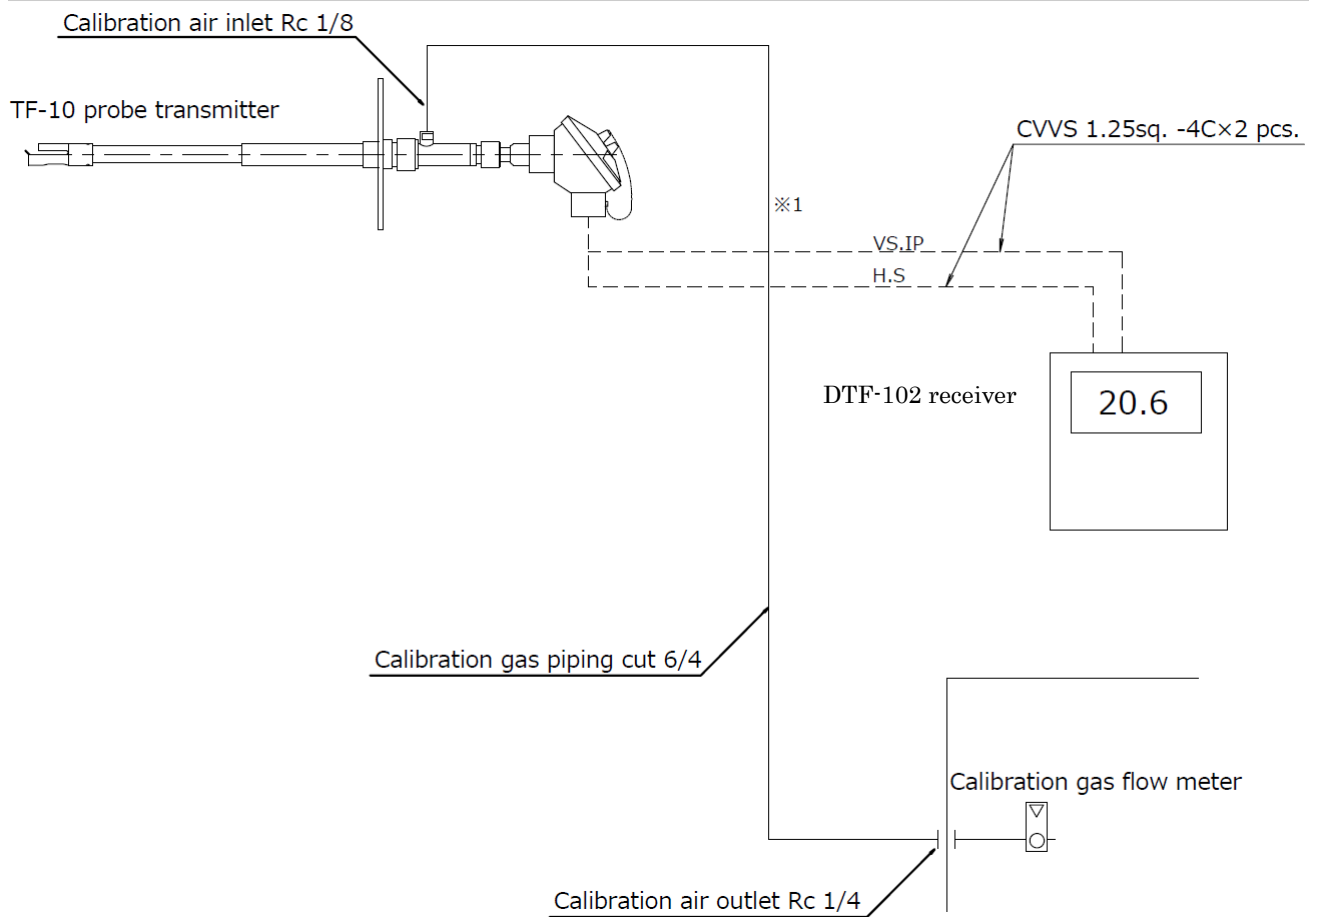 Calibration air inlet Rc 1/8
TF-10 probe transmitter
CVVS 1.25sq. -4C×2 pcs.
※1
VS.IP
H.S
DTF-102 receiver
20.6
Calibration gas piping cut 6/4
Calibration gas flow meter
Calibration air outlet Rc 1/4